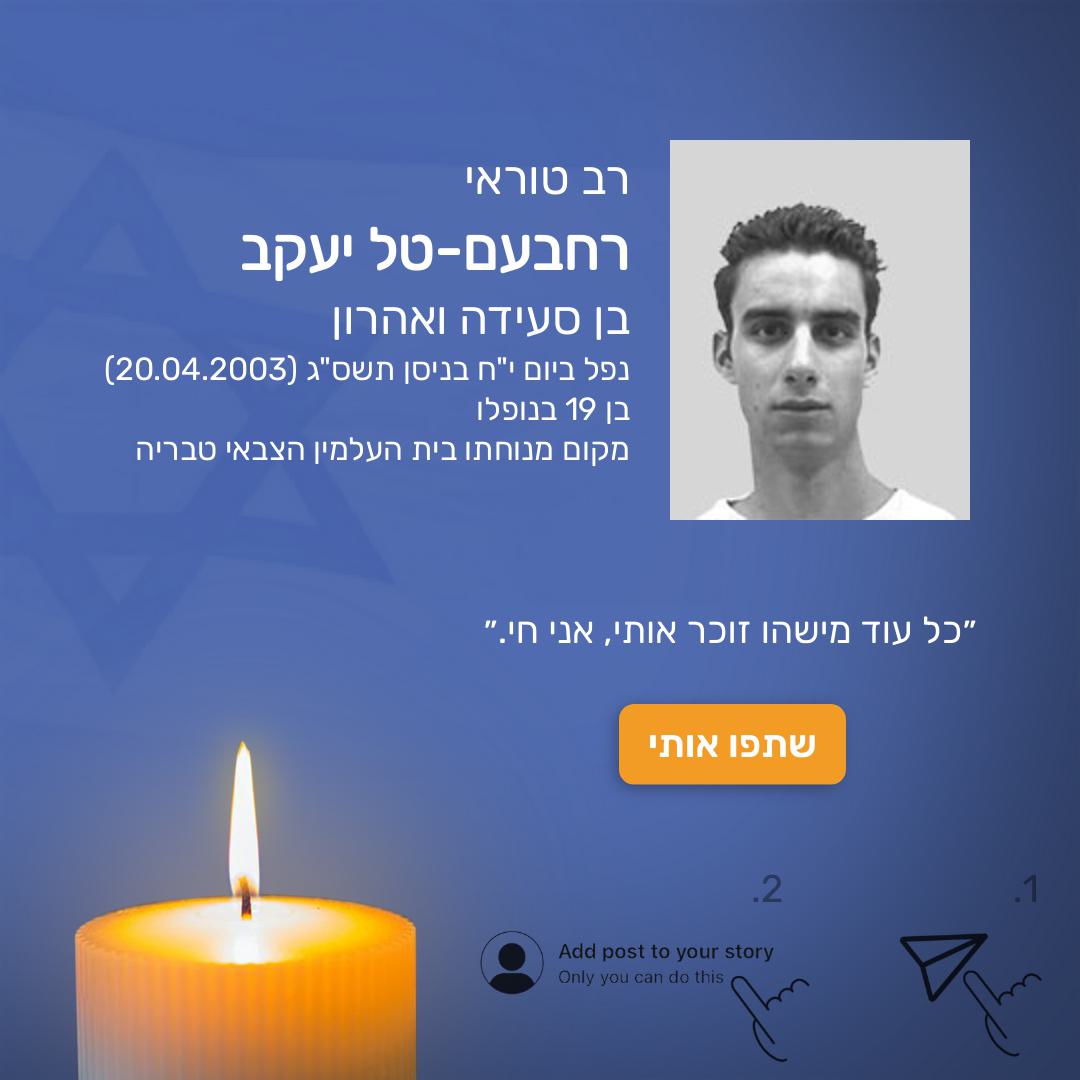 רב טוראי
רחבעם-טל יעקב
בן סעידה ואהרון
נפל ביום י"ח בניסן תשס"ג (20.04.2003)
בן 19 בנופלו
מקום מנוחתו בית העלמין הצבאי טבריה
״כל עוד מישהו זוכר אותי, אני חי.״
שתפו אותי
1.
2.
Add post to your story
Only you can do this